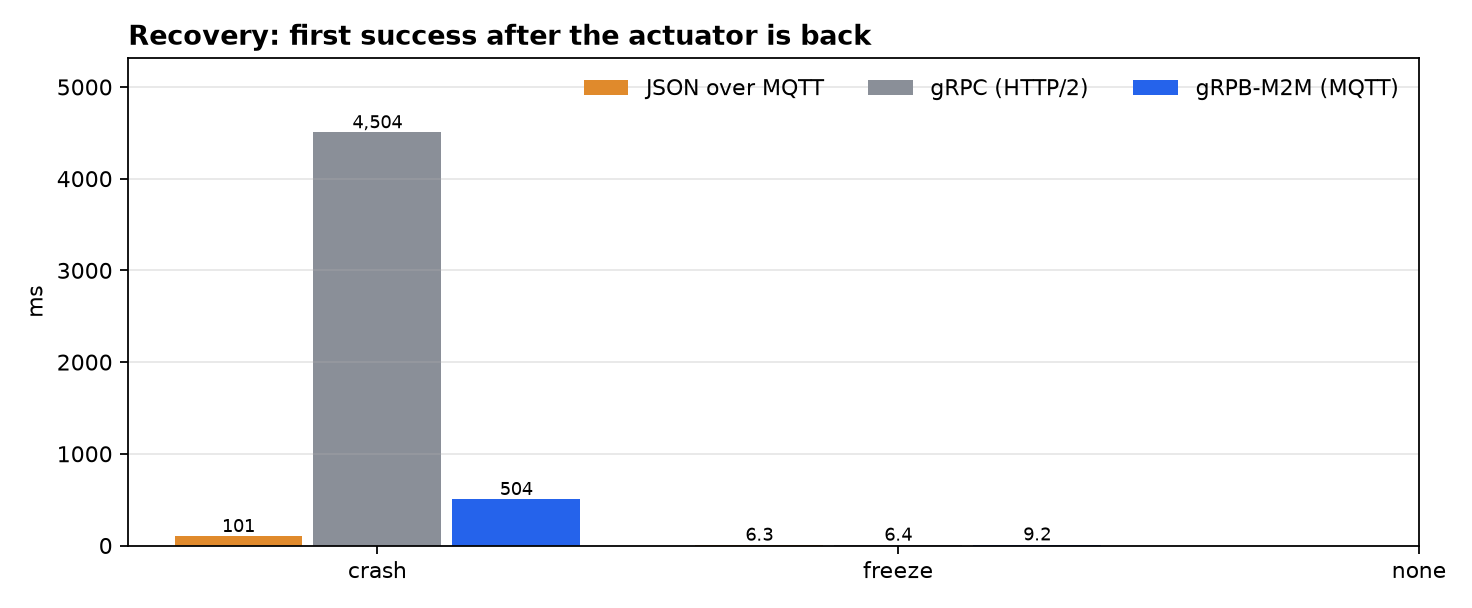 Recovery: first success after the actuator is back
JSON over MQTT
gRPC (HTTP/2)
gRPB-M2M (MQTT)
ms
5000
4000
3000
2000
1000
0
101
4,504
504
6.3
6.4
9.2
crash
freeze
none